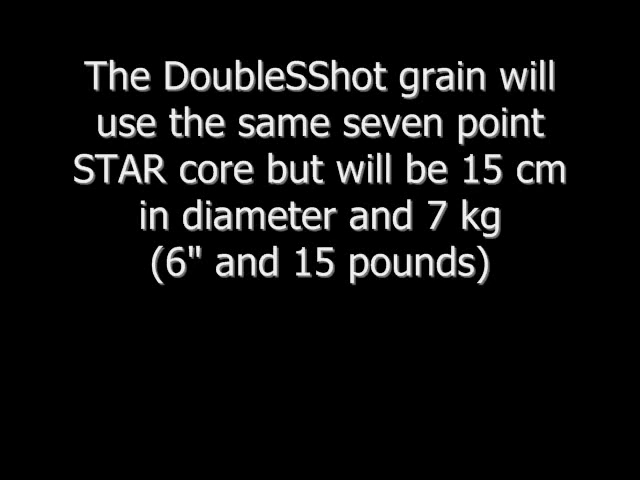 The DoubleSShot grain will
use the same seven point
STAR core but will be 15 cm
in diameter and 7 kg
(6" and 15 pounds)